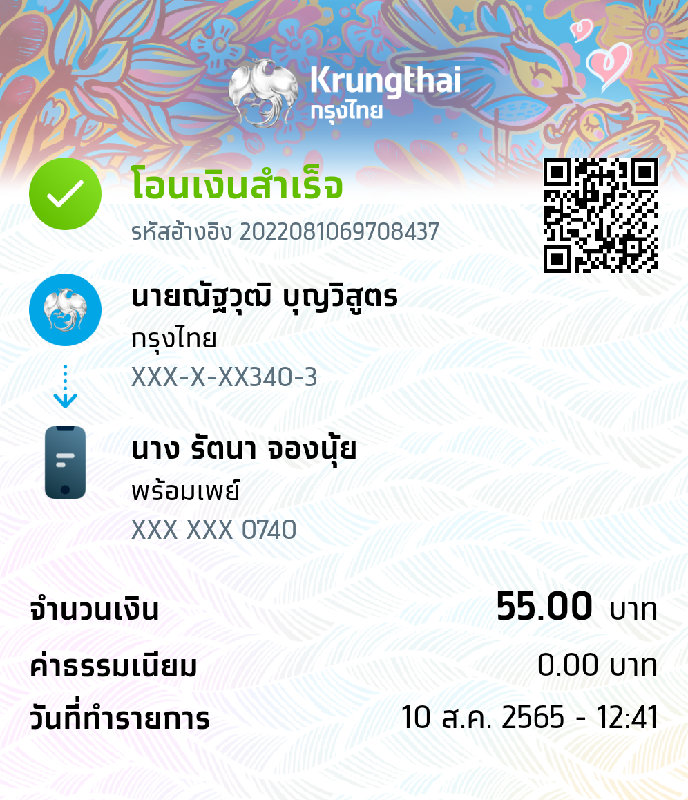 Krungthai
กรุงไทย
โอนเงินสำเร็จ
รหัสอ้างอิง 2022081069708437
นายณัฐวุฒิ บุญวิสูตร
กรุงไทย
XXX-X-XX340-3
นาง รัตนา จองนุ้ย
พร้อมเพย์
XXX XXX 0740
จำนวนเงิน 55.00 บาท
ค่าธรรมเนียม 0.00 บาท
วันที่ทำรายการ 10 ส.ค. 2565 - 12:41